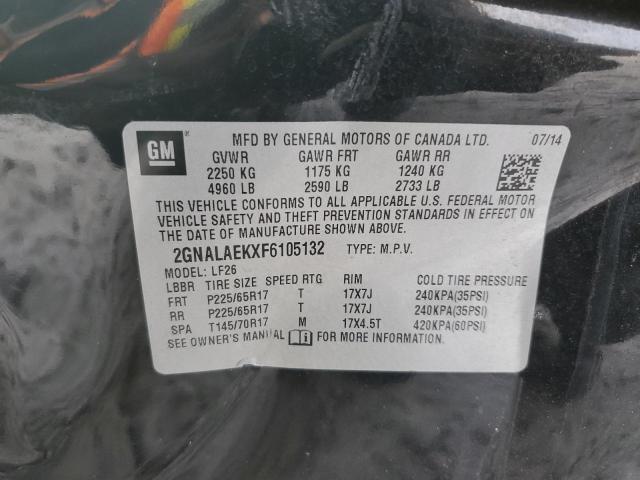 GM ® MFD BY GENERAL MOTORS OF CANADA LTD. 07/14
GVWR GAWR FRT GAWR RR
2250 KG 1175 KG 1240 KG
4960 LB 2590 LB 2733 LB
THIS VEHICLE CONFORMS TO ALL APPLICABLE U.S. FEDERAL MOTOR
VEHICLE SAFETY AND THEFT PREVENTION STANDARDS IN EFFECT ON
THE DATE OF MANUFACTURE SHOWN ABOVE.
2GNALAEKXF6105132 TYPE: M.P.V.
MODEL: LF26
LBBR TIRE SIZE SPEED RTG RIM COLD TIRE PRESSURE
FRT P225/65R17 T 17X7J 240KPA(35PSI)
RR P225/65R17 T 17X7J 240KPA(35PSI)
SPA T145/70R17 M 17X4.5T 420KPA(60PSI)
SEE OWNER'S MANUAL FOR MORE INFORMATION.